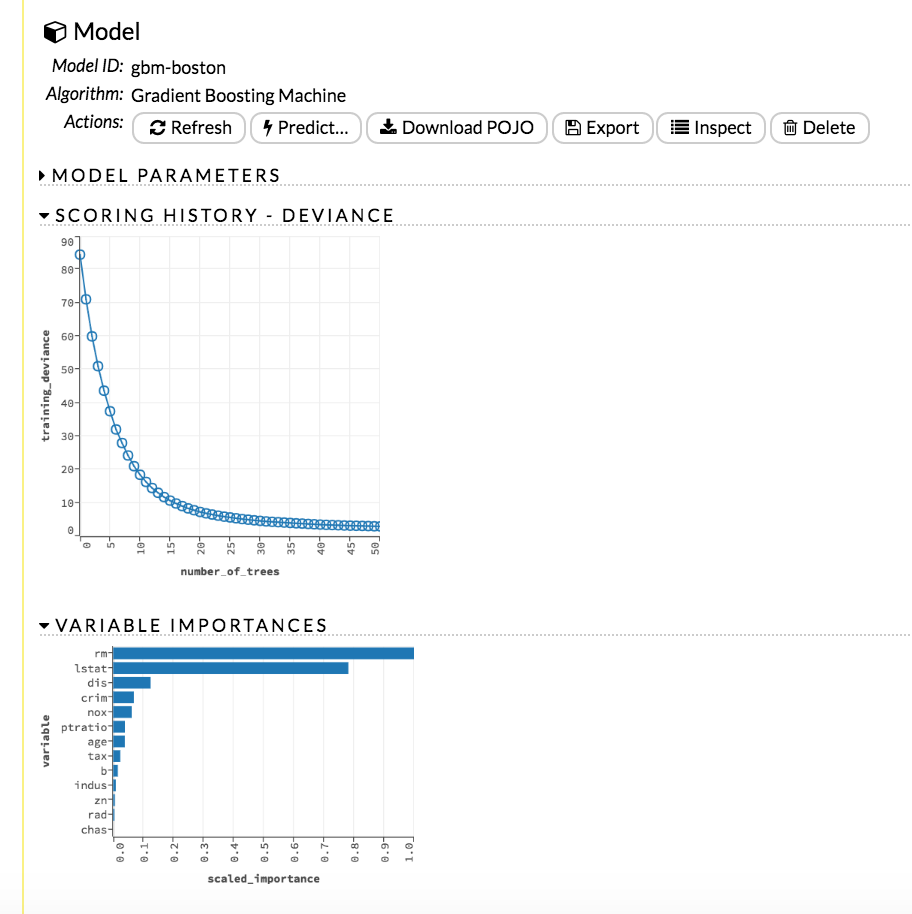 Model
Model ID: gbm-boston
Algorithm: Gradient Boosting Machine
Actions: Refresh Predict... Download POJO Export Inspect Delete
MODEL PARAMETERS
SCORING HISTORY - DEVIANCE
90
80
70
60
50
40
30
20
10
0
training_deviance
0 5 10 15 20 25 30 35 40 45 50
number_of_trees
VARIABLE IMPORTANCES
rm
lstat
dis
crim
nox
ptratio
age
tax
b
indus
zn
rad
chas
variable
0.0 0.1 0.2 0.3 0.4 0.5 0.6 0.7 0.8 0.9 1.0
scaled_importance